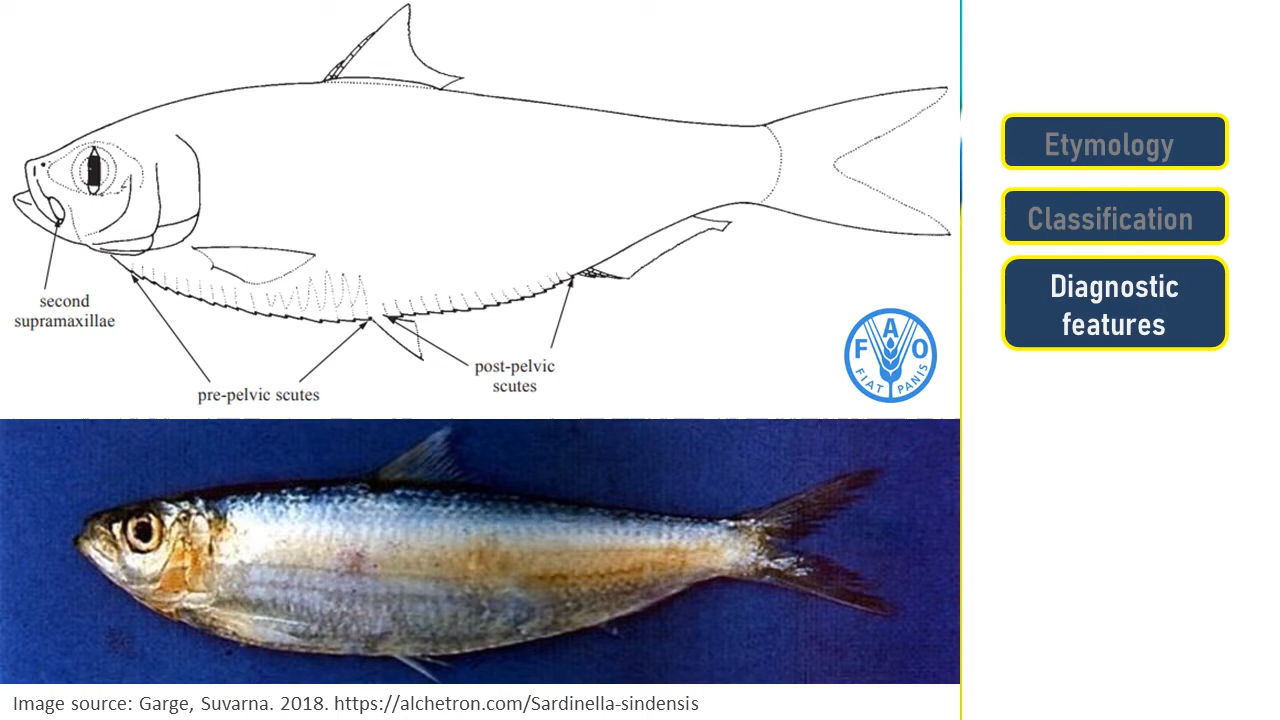 second
supramaxillae
pre-pelvic scutes
post-pelvic
scutes
F A O
FIAT PANIS
Image source: Garge, Suvarna. 2018. https://alchetron.com/Sardinella-sindensis
Etymology
Classification
Diagnostic
features